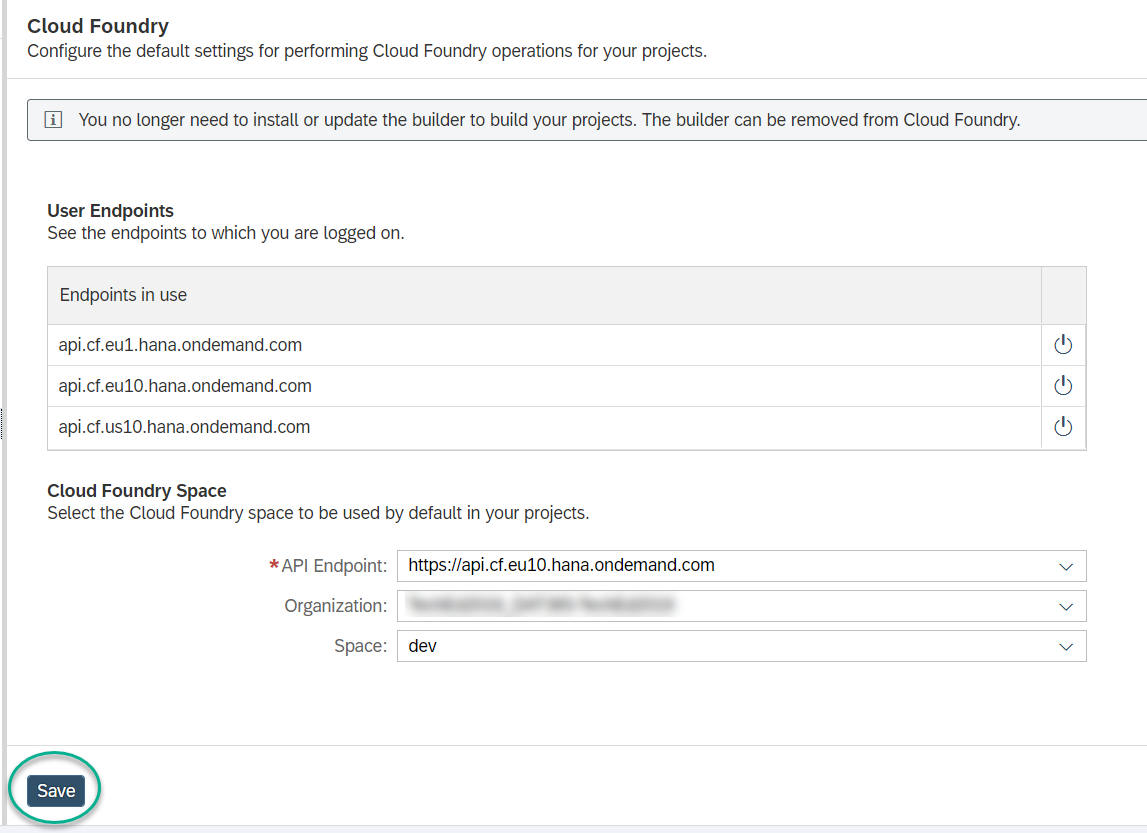 Cloud Foundry
Configure the default settings for performing Cloud Foundry operations for your projects.
You no longer need to install or update the builder to build your projects. The builder can be removed from Cloud Foundry.
User Endpoints
See the endpoints to which you are logged on.
Endpoints in use
api.cf.eu1.hana.ondemand.com
api.cf.eu10.hana.ondemand.com
api.cf.us10.hana.ondemand.com
Cloud Foundry Space
Select the Cloud Foundry space to be used by default in your projects.
*API Endpoint: https://api.cf.eu10.hana.ondemand.com
Organization:
Space: dev
Save